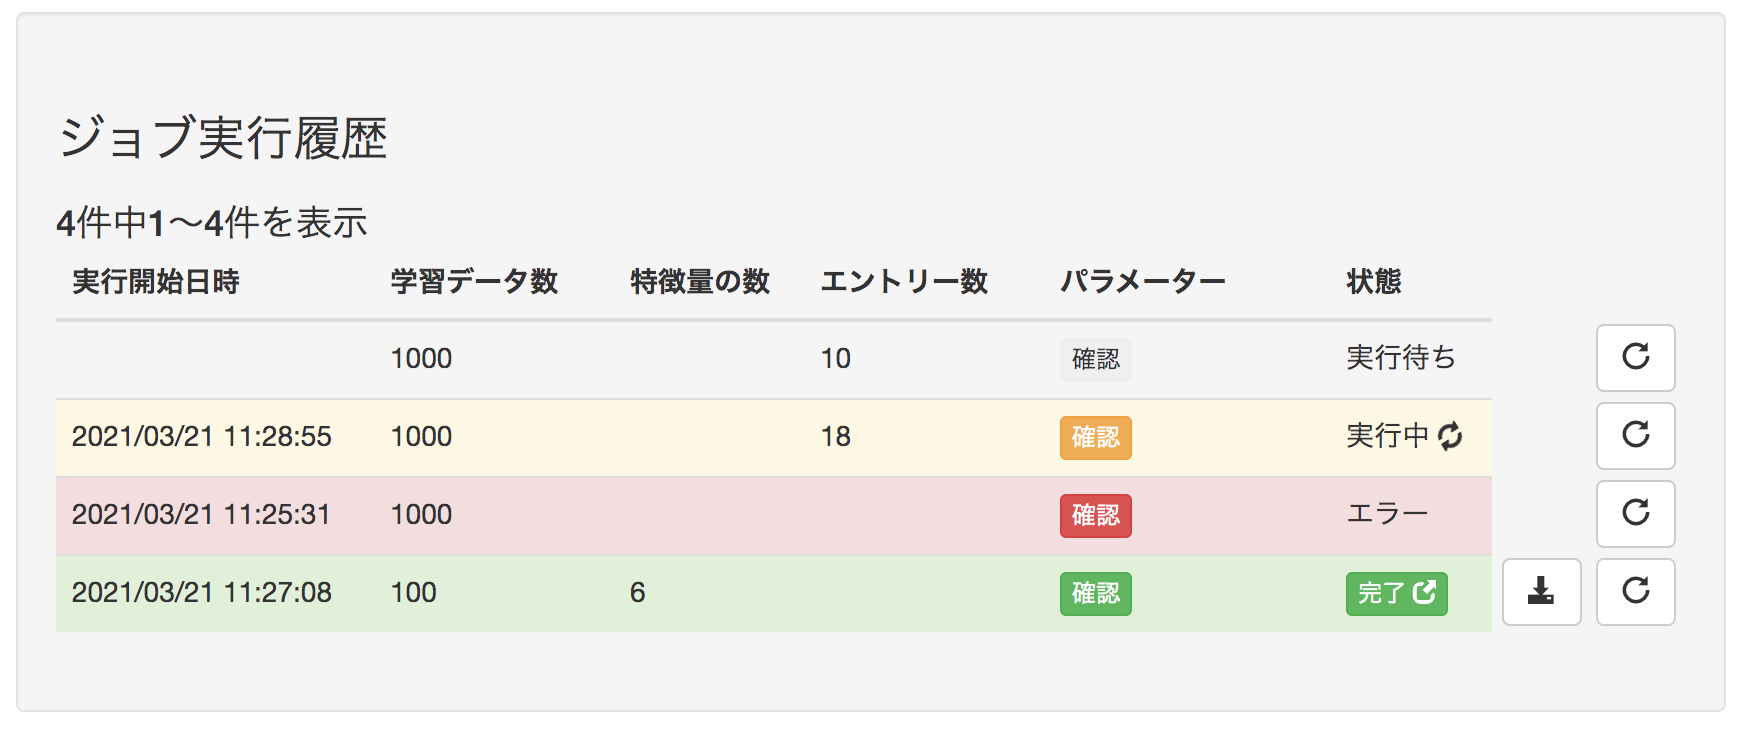 ジョブ実行履歴
4件中1〜4件を表示
実行開始日時 学習データ数 特徴量の数 エントリー数 パラメーター 状態
1000 10 確認 実行待ち
2021/03/21 11:28:55 1000 18 確認 実行中
2021/03/21 11:25:31 1000 確認 エラー
2021/03/21 11:27:08 100 6 確認 完了